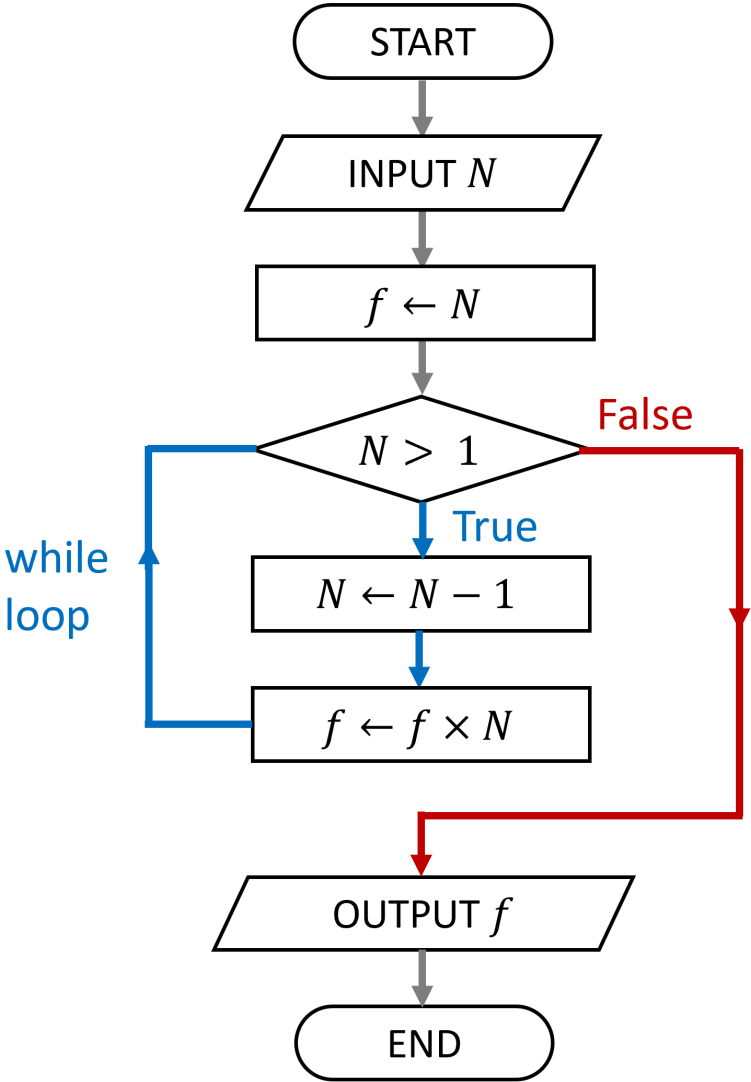 START
INPUT N
f ← N
N > 1
False
True
while
loop
N ← N − 1
f ← f × N
OUTPUT f
END